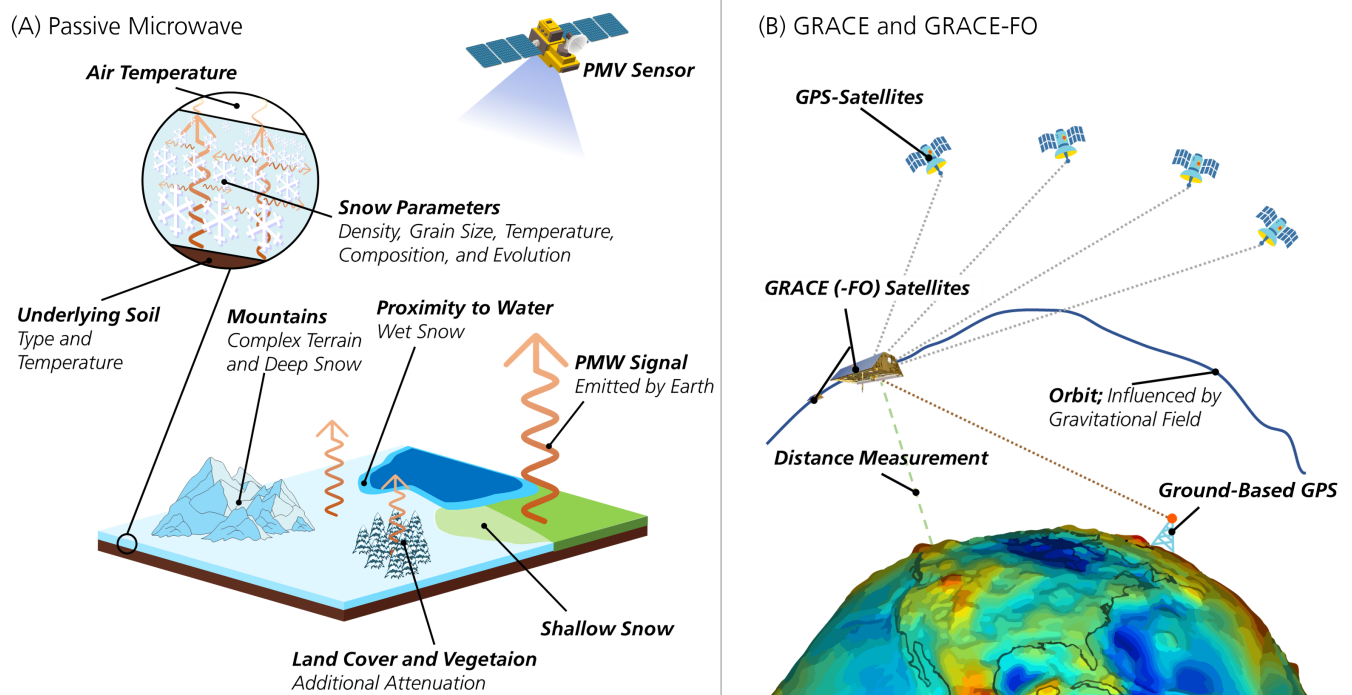 (A) Passive Microwave
Air Temperature
PMV Sensor
Snow Parameters
Density, Grain Size, Temperature,
Composition, and Evolution
Underlying Soil
Type and
Temperature
Mountains
Complex Terrain
and Deep Snow
Proximity to Water
Wet Snow
PMW Signal
Emitted by Earth
Shallow Snow
Land Cover and Vegetaion
Additional Attenuation
(B) GRACE and GRACE-FO
GPS-Satellites
GRACE (-FO) Satellites
Orbit; Influenced by
Gravitational Field
Distance Measurement
Ground-Based GPS